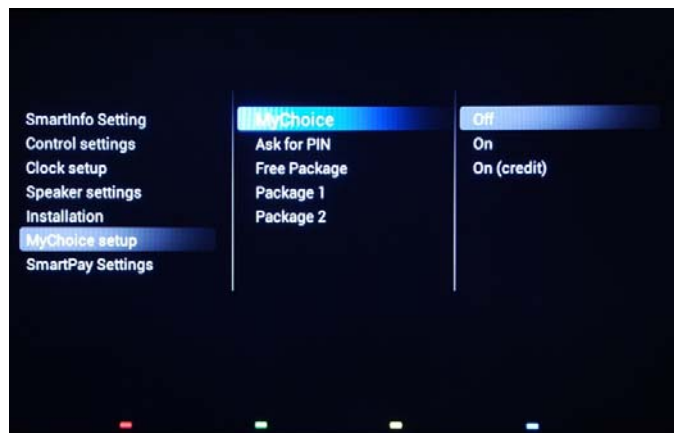 SmartInfo Setting
Control settings
Clock setup
Speaker settings
Installation
MyChoice setup
SmartPay Settings
MyChoice
Ask for PIN
Free Package
Package 1
Package 2
Off
On
On (credit)